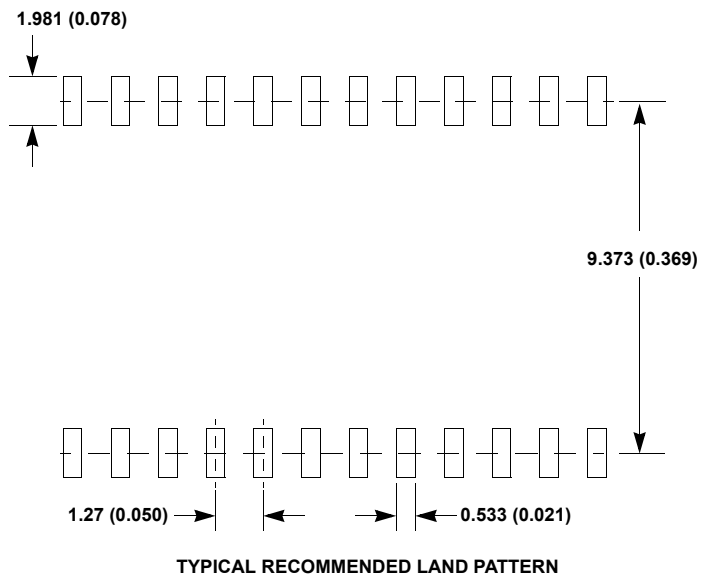 1.981 (0.078)
9.373 (0.369)
1.27 (0.050)
0.533 (0.021)
TYPICAL RECOMMENDED LAND PATTERN